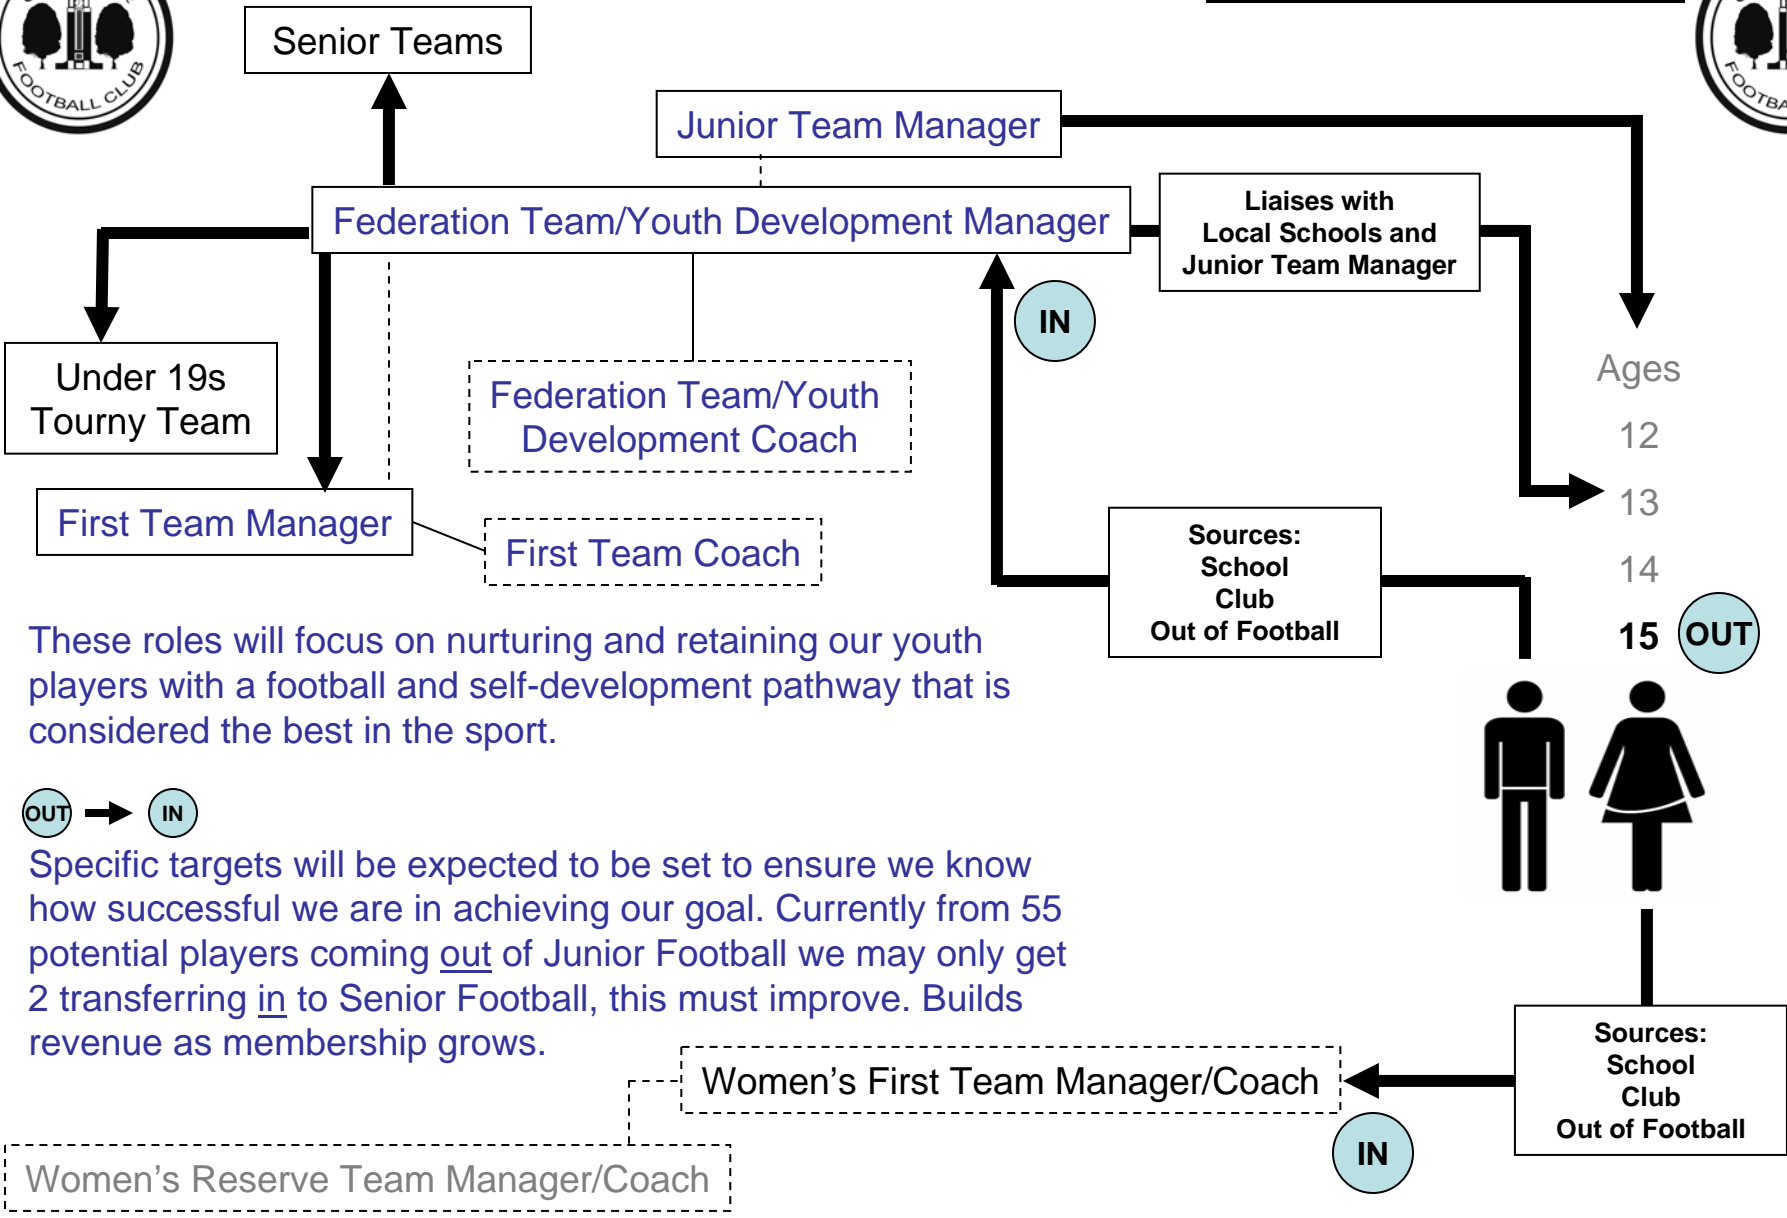 FOOTBALL CLUB
Senior Teams
Junior Team Manager
Federation Team/Youth Development Manager
Liaises with
Local Schools and
Junior Team Manager
IN
Under 19s
Tourny Team
Federation Team/Youth
Development Coach
Ages
12
13
14
15
OUT
First Team Manager
First Team Coach
Sources:
School
Club
Out of Football
These roles will focus on nurturing and retaining our youth
players with a football and self-development pathway that is
considered the best in the sport.
OUT
IN
Specific targets will be expected to be set to ensure we know
how successful we are in achieving our goal. Currently from 55
potential players coming out of Junior Football we may only get
2 transferring in to Senior Football, this must improve. Builds
revenue as membership grows.
Sources:
School
Club
Out of Football
Women's First Team Manager/Coach
IN
Women's Reserve Team Manager/Coach